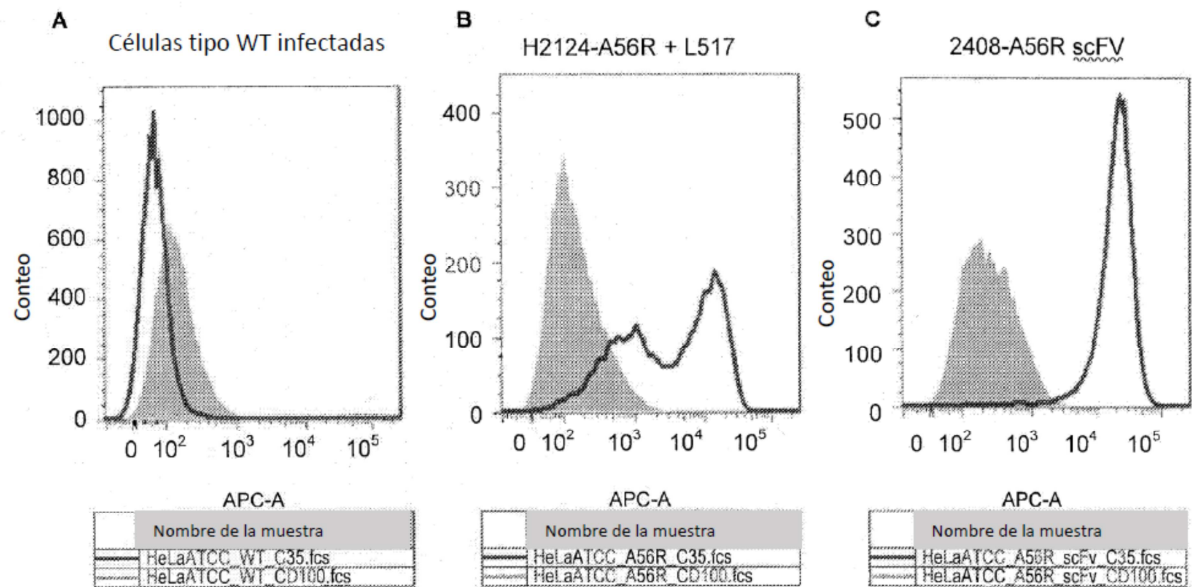 A
Células tipo WT infectadas
Conteo
1000
800
600
400
200
0
0 10² 10³ 10⁴ 10⁵
APC-A
Nombre de la muestra
HeLaATCC_WT_C35.fcs
HeLaATCC_WT_CD100.fcs
B
H2124-A56R + L517
Conteo
400
300
200
100
0
0 10² 10³ 10⁴ 10⁵
APC-A
Nombre de la muestra
HeLaATCC_A56R_C35.fcs
HeLaATCC_A56R_CD100.fcs
C
2408-A56R scFV
Conteo
500
400
300
200
100
0
0 10² 10³ 10⁴ 10⁵
APC-A
Nombre de la muestra
HeLaATCC_A56R_scFv_C35.fcs
HeLaATCC_A56R_scFv_CD100.fcs